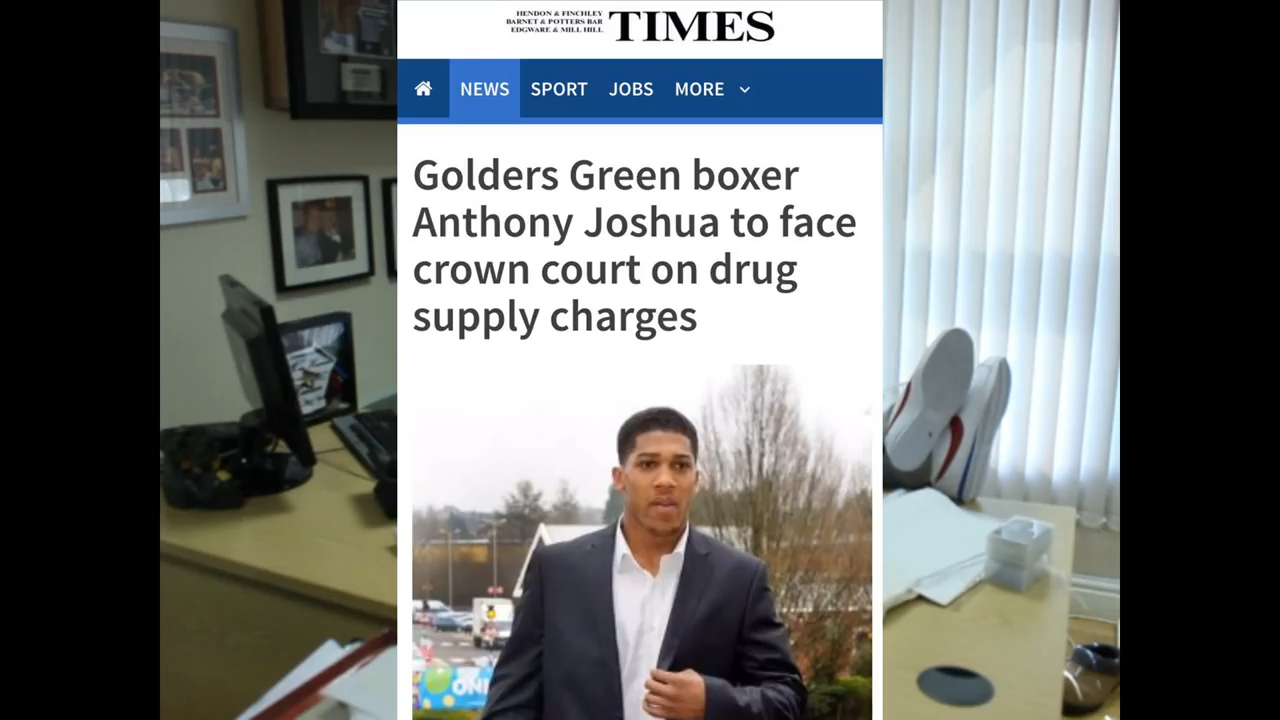 HENDON & FINCHLEY
BARNET & POTTERS BAR
EDGWARE & MILL HILL
TIMES
NEWS SPORT JOBS MORE
Golders Green boxer
Anthony Joshua to face
crown court on drug
supply charges
ONE